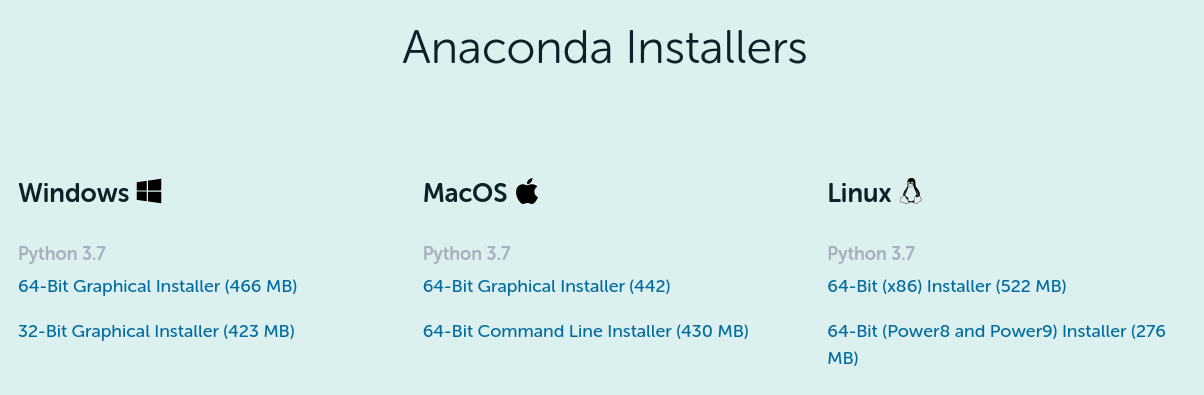 Anaconda Installers
Windows
Python 3.7
64-Bit Graphical Installer (466 MB)
32-Bit Graphical Installer (423 MB)
MacOS
Python 3.7
64-Bit Graphical Installer (442)
64-Bit Command Line Installer (430 MB)
Linux
Python 3.7
64-Bit (x86) Installer (522 MB)
64-Bit (Power8 and Power9) Installer (276
MB)